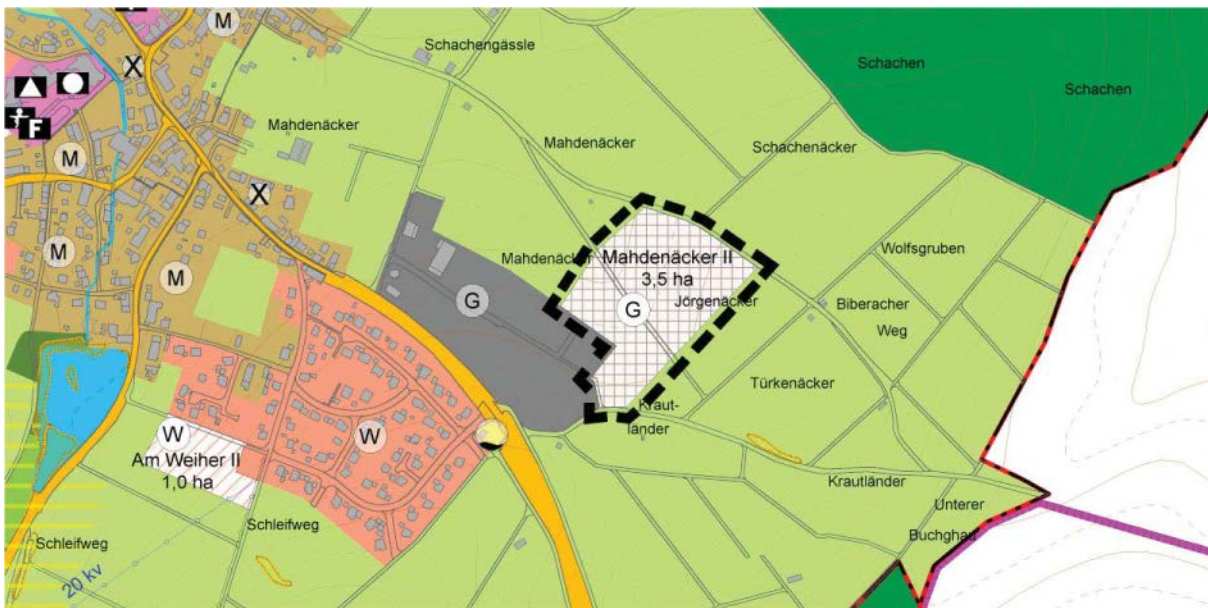 M
Schachengässle
Schachen
Schachen
X
F
Mahdenäcker
Mahdenäcker
Schachenäcker
M
X
M
M
Mahdenäcker
Mahdenäcker II
3,5 ha
Wolfsgruben
G
G
Jörgenäcker
Biberacher
Weg
Türkenäcker
Kraut-
länder
W
W
Am Weiher II
1,0 ha
Krautländer
Unterer
Schleifweg
Buchghau
Schleifweg
20 kv